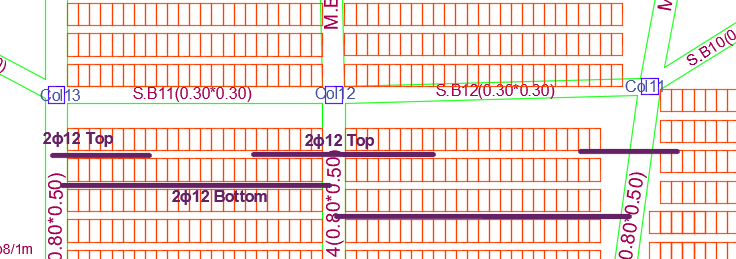 M.B
M
S.B10(0
Col13
S.B11(0.30*0.30)
Col12
S.B12(0.30*0.30)
Col11
2ϕ12 Top
2ϕ12 Top
2ϕ12 Bottom
0.80*0.50)
4(0.80*0.50)
0.80*0.50)
8/1m